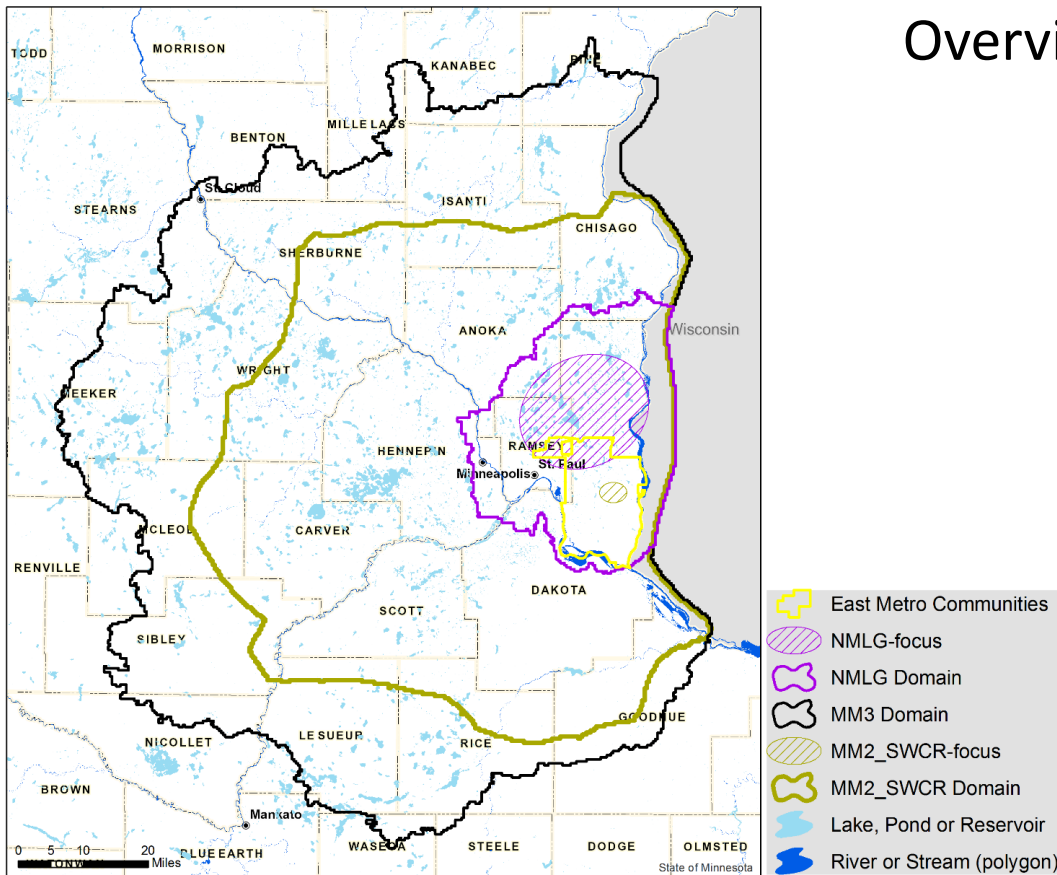 Overvi
TODD
MORRISON
KANABEC
PINE
MILLE LACS
BENTON
St. Cloud
STEARNS
ISANTI
CHISAGO
SHERBURNE
ANOKA
Wisconsin
WRIGHT
MEEKER
HENNEPIN
RAMSEY
St. Paul
Minneapolis
MCLEOD
CARVER
RENVILLE
DAKOTA
SCOTT
SIBLEY
GOODHUE
LE SUEUR
NICOLLET
RICE
BROWN
Mankato
WASECA
STEELE
DODGE
OLMSTED
BLUE EARTH
0 5 10 20
Miles
State of Minnesota
East Metro Communities
NMLG-focus
NMLG Domain
MM3 Domain
MM2_SWCR-focus
MM2_SWCR Domain
Lake, Pond or Reservoir
River or Stream (polygon)